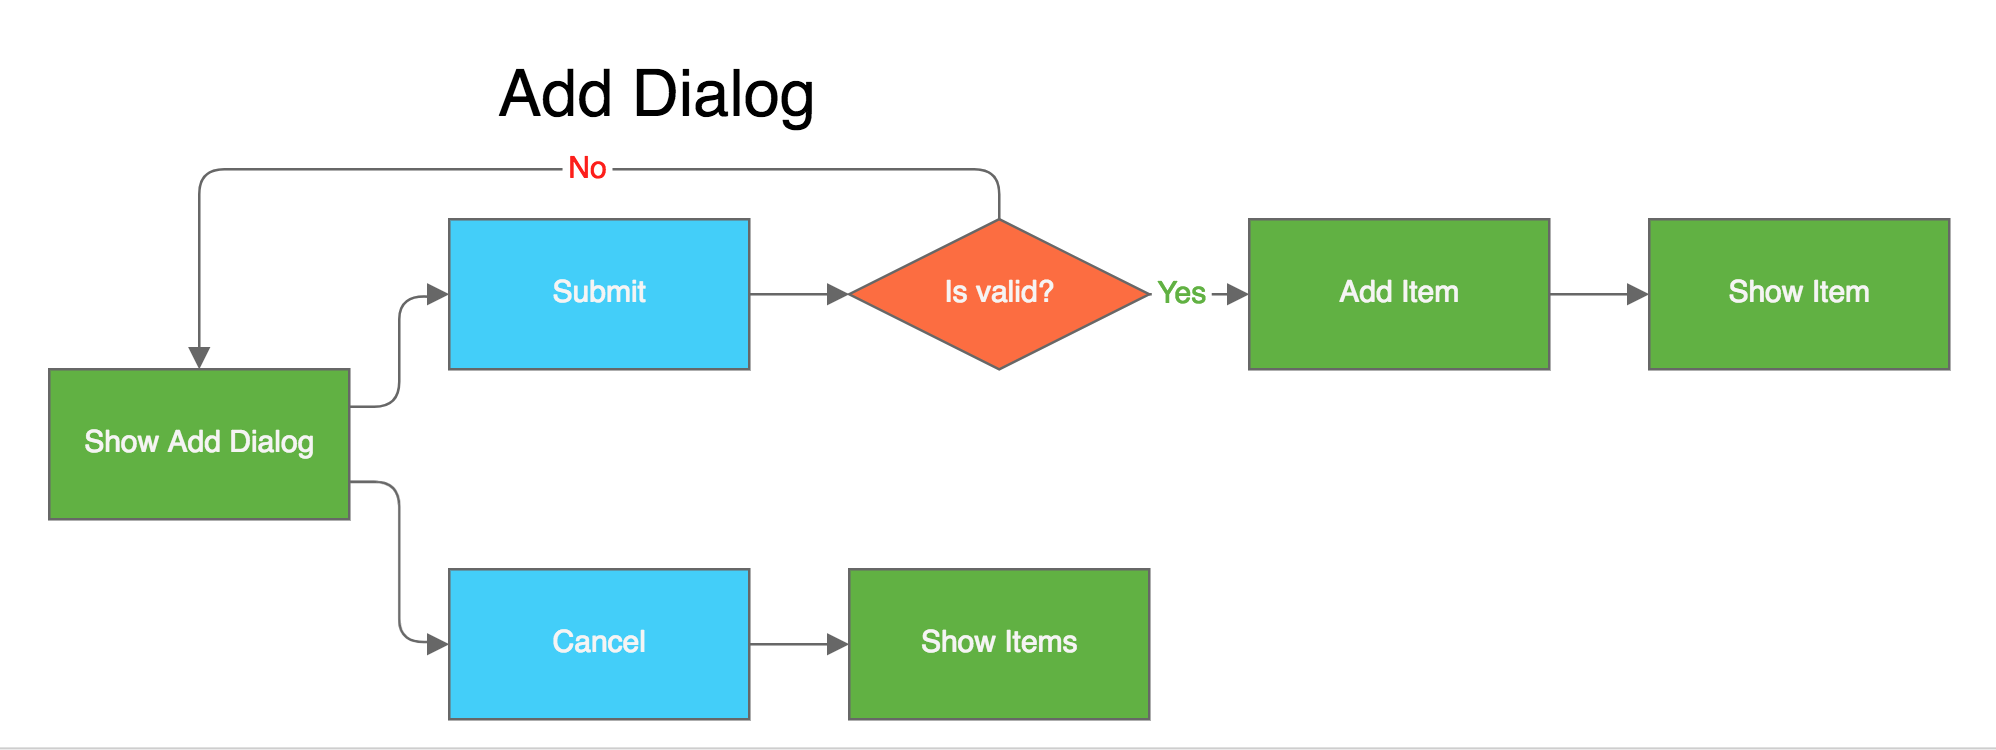 Add Dialog
No
Submit
Is valid?
Yes
Add Item
Show Item
Show Add Dialog
Cancel
Show Items